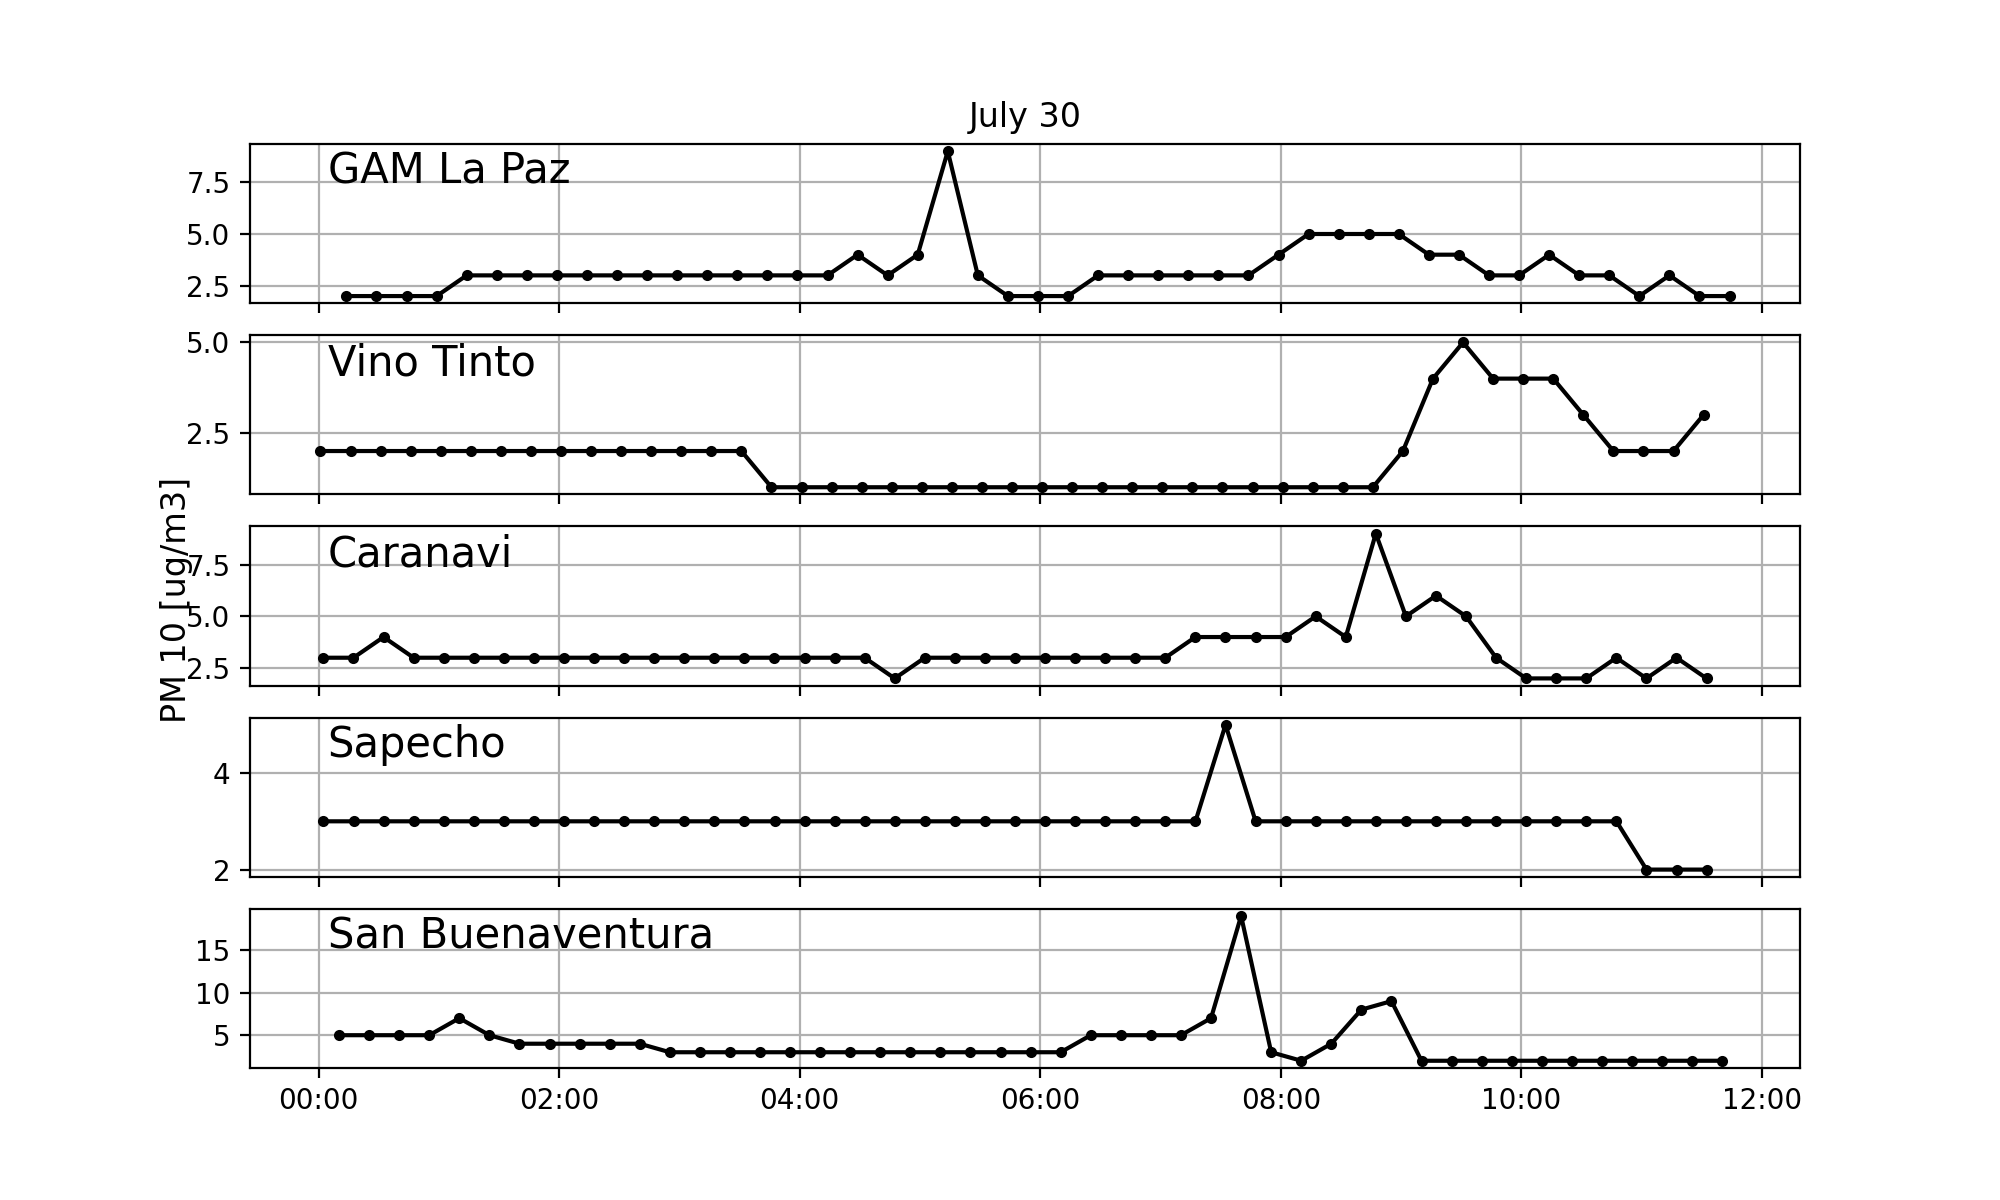 July 30
GAM La Paz
7.5
5.0
2.5
Vino Tinto
5.0
2.5
PM 10 [ug/m3]
Caranavi
7.5
5.0
2.5
Sapecho
4
2
San Buenaventura
15
10
5
00:00 02:00 04:00 06:00 08:00 10:00 12:00